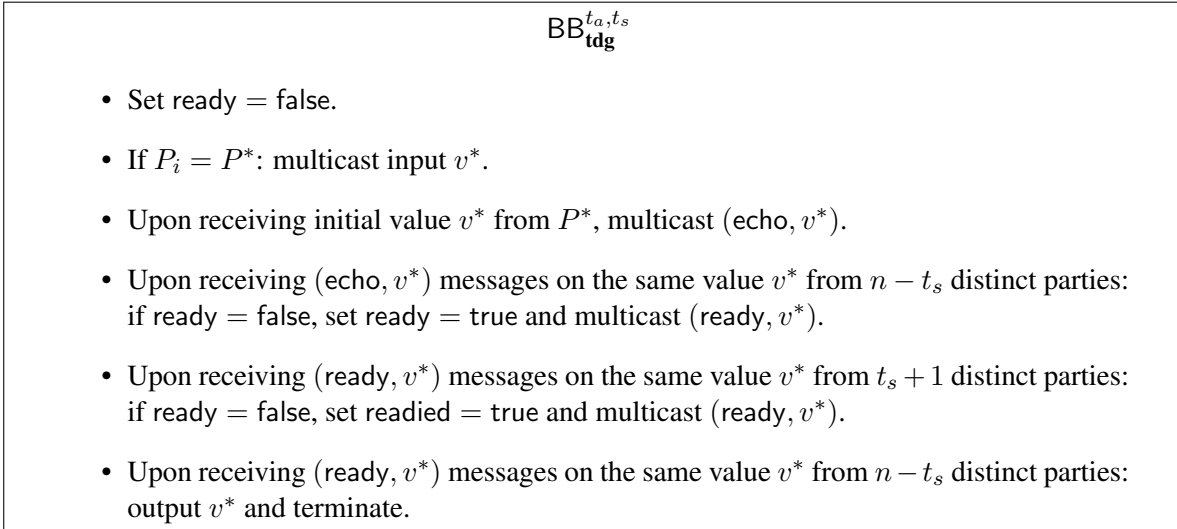 BB^{t_a,t_s}_{tdg}
• Set ready = false.
• If P_i = P*: multicast input v*.
• Upon receiving initial value v* from P*, multicast (echo, v*).
• Upon receiving (echo, v*) messages on the same value v* from n − t_s distinct parties:
if ready = false, set ready = true and multicast (ready, v*).
• Upon receiving (ready, v*) messages on the same value v* from t_s + 1 distinct parties:
if ready = false, set readied = true and multicast (ready, v*).
• Upon receiving (ready, v*) messages on the same value v* from n − t_s distinct parties:
output v* and terminate.